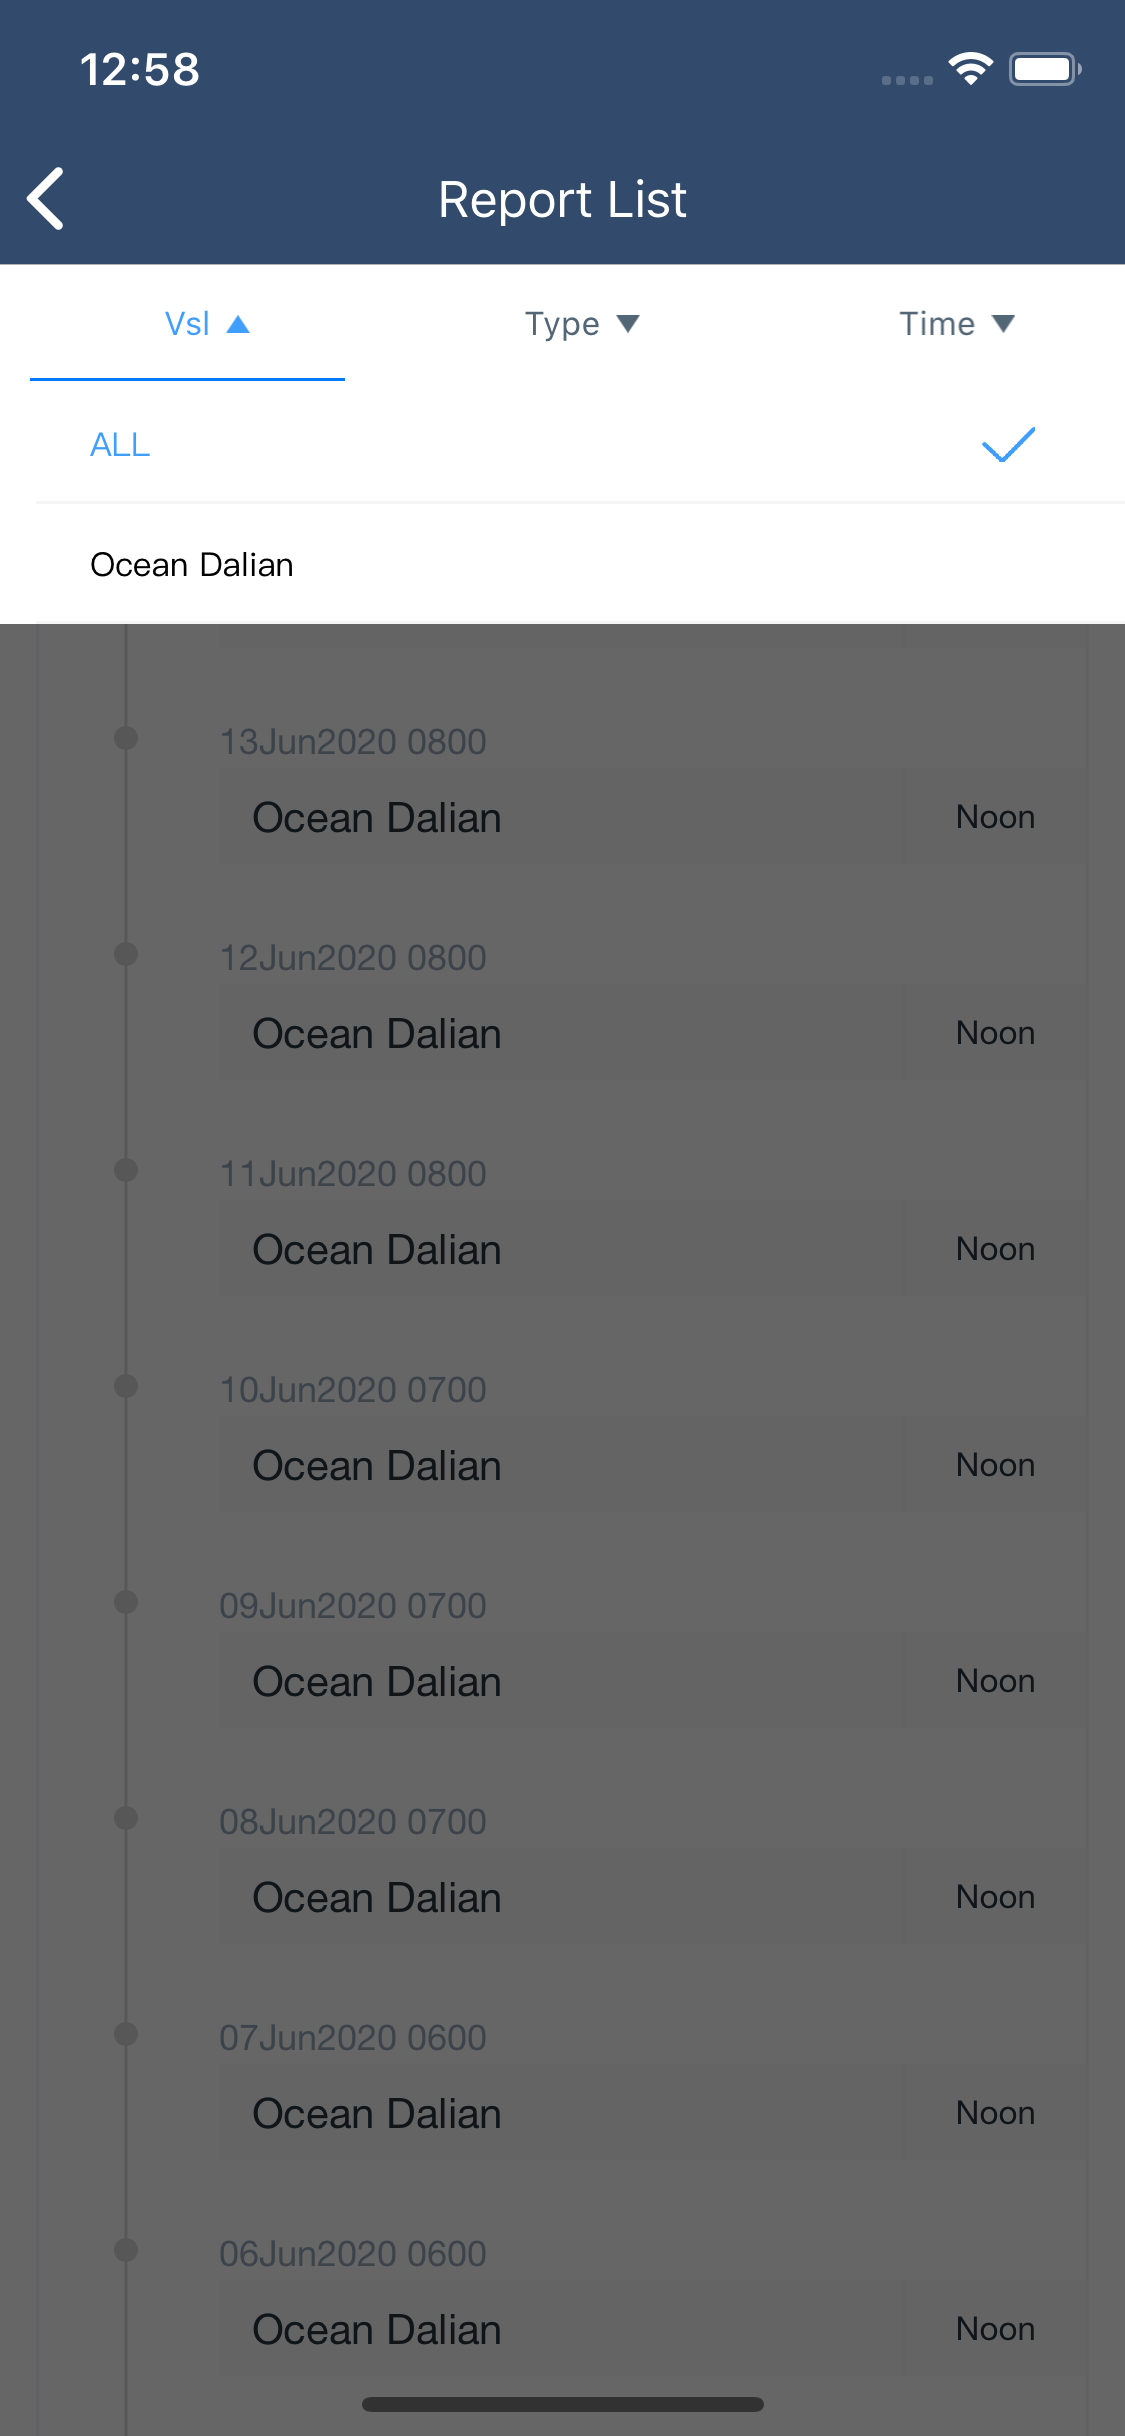 12:58
Report List
Vsl ▲ Type ▼ Time ▼
ALL
Ocean Dalian
13Jun2020 0800
Ocean Dalian Noon
12Jun2020 0800
Ocean Dalian Noon
11Jun2020 0800
Ocean Dalian Noon
10Jun2020 0700
Ocean Dalian Noon
09Jun2020 0700
Ocean Dalian Noon
08Jun2020 0700
Ocean Dalian Noon
07Jun2020 0600
Ocean Dalian Noon
06Jun2020 0600
Ocean Dalian Noon